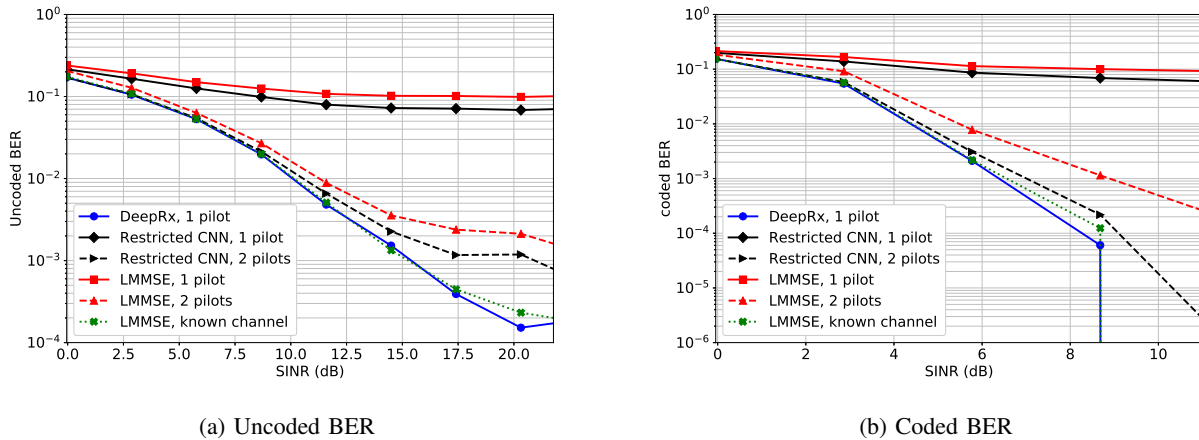 10⁰
10⁻¹
10⁻²
10⁻³
10⁻⁴
Uncoded BER
DeepRx, 1 pilot
Restricted CNN, 1 pilot
Restricted CNN, 2 pilots
LMMSE, 1 pilot
LMMSE, 2 pilots
LMMSE, known channel
0.0 2.5 5.0 7.5 10.0 12.5 15.0 17.5 20.0
SINR (dB)
(a) Uncoded BER
10⁰
10⁻¹
10⁻²
10⁻³
10⁻⁴
10⁻⁵
10⁻⁶
coded BER
DeepRx, 1 pilot
Restricted CNN, 1 pilot
Restricted CNN, 2 pilots
LMMSE, 1 pilot
LMMSE, 2 pilots
LMMSE, known channel
0 2 4 6 8 10
SINR (dB)
(b) Coded BER